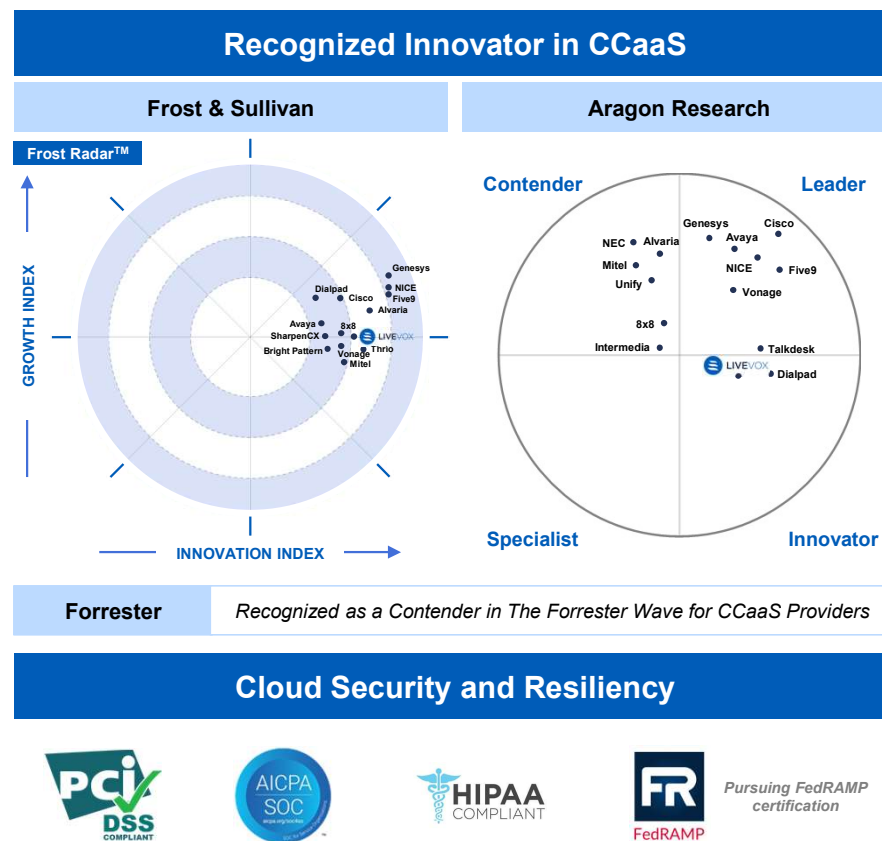 Recognized Innovator in CCaaS
Frost & Sullivan
Aragon Research
Frost Radar™
GROWTH INDEX
INNOVATION INDEX
Genesys
NICE
Five9
Dialpad
Cisco
Alvaria
Avaya
8x8
SharpenCX
LIVEVOX
Bright Pattern
Vonage
Thrio
Mitel
Contender
Leader
Genesys
Cisco
NEC
Alvaria
Avaya
Mitel
NICE
Five9
Unify
Vonage
8x8
Intermedia
Talkdesk
LIVEVOX
Dialpad
Specialist
Innovator
Forrester
Recognized as a Contender in The Forrester Wave for CCaaS Providers
Cloud Security and Resiliency
PCI
DSS
COMPLIANT
AICPA
SOC
HIPAA
COMPLIANT
FR
FedRAMP
Pursuing FedRAMP
certification